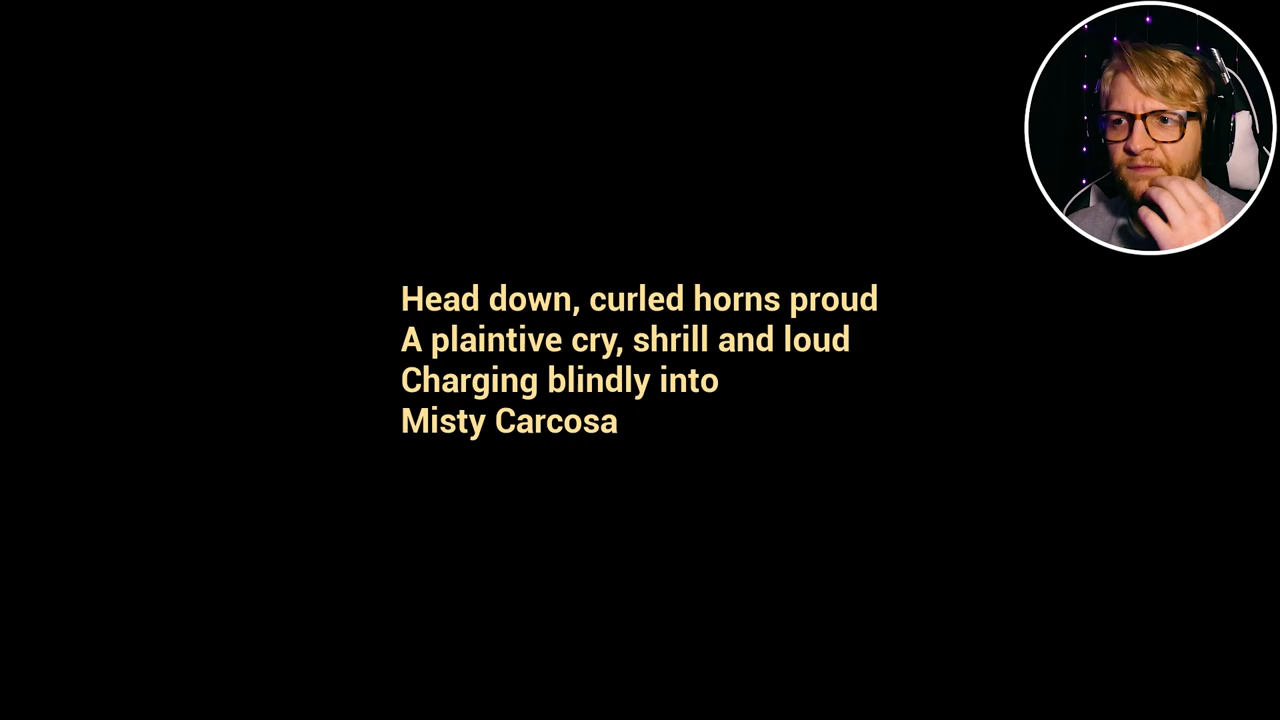 Head down, curled horns proud
A plaintive cry, shrill and loud
Charging blindly into
Misty Carcosa